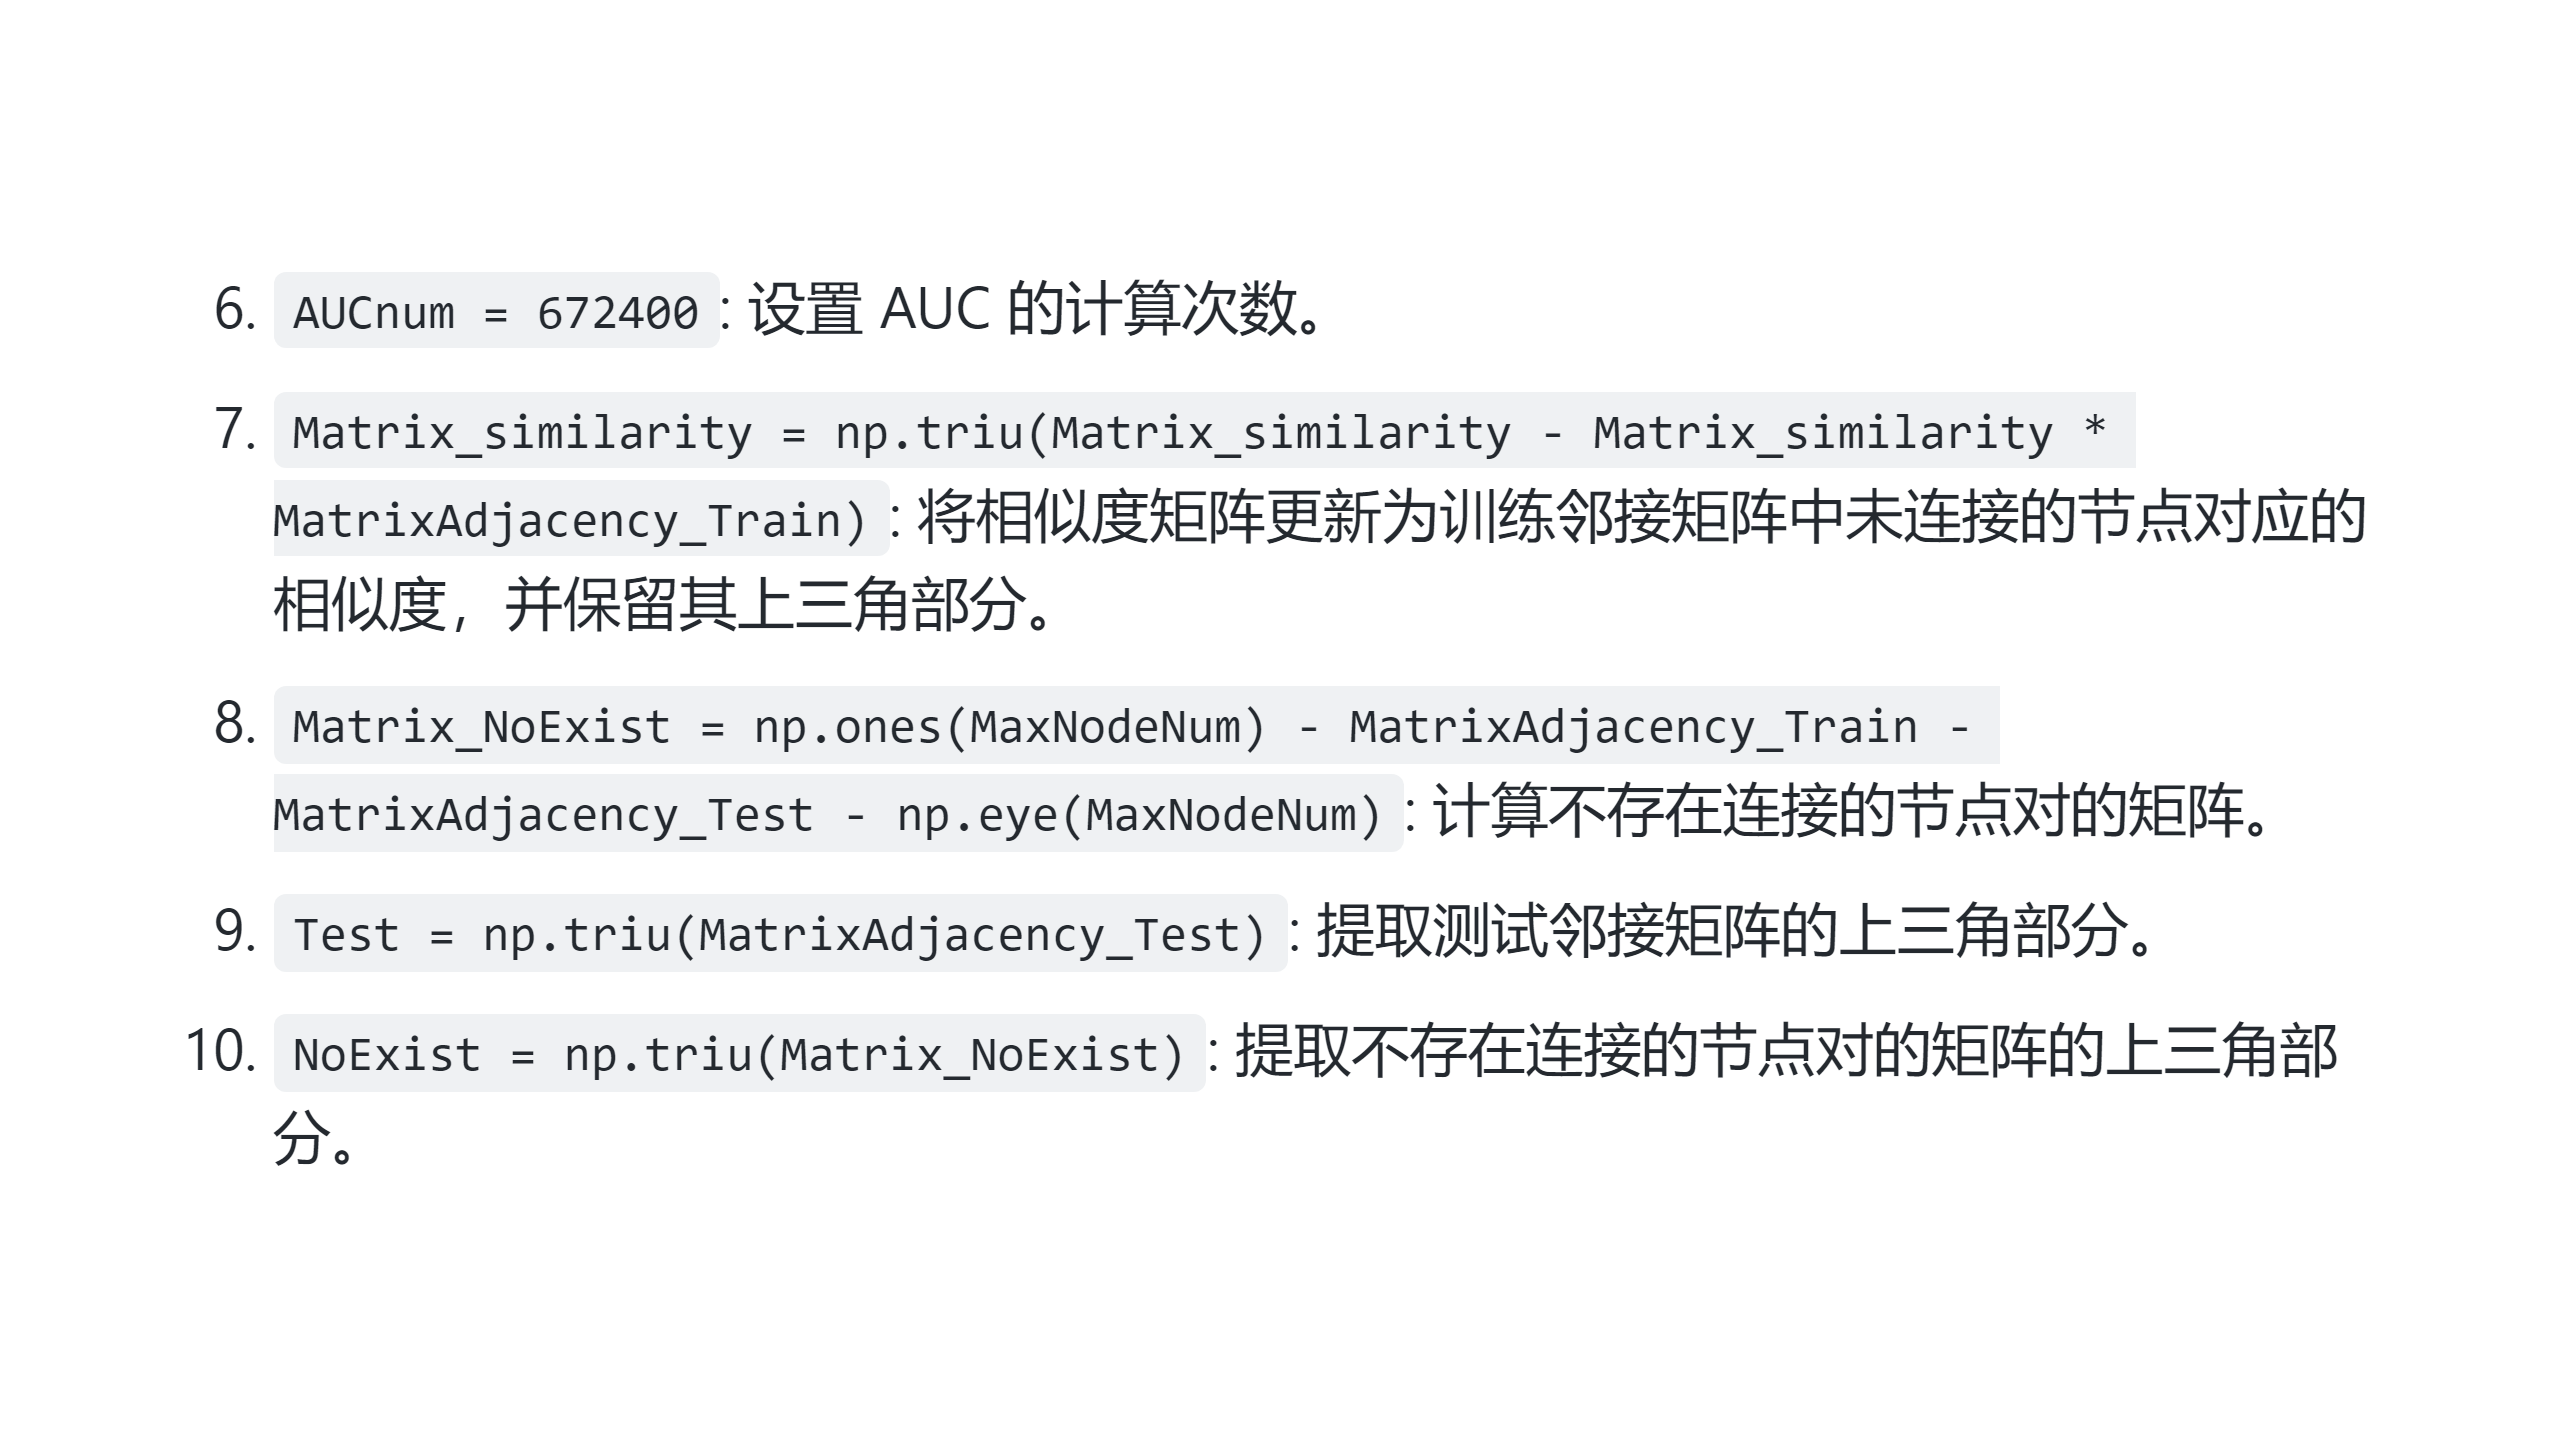 6. AUCnum = 672400 : 设置 AUC 的计算次数。
7. Matrix_similarity = np.triu(Matrix_similarity - Matrix_similarity *
MatrixAdjacency_Train) : 将相似度矩阵更新为训练邻接矩阵中未连接的节点对应的
相似度，并保留其上三角部分。
8. Matrix_NoExist = np.ones(MaxNodeNum) - MatrixAdjacency_Train -
MatrixAdjacency_Test - np.eye(MaxNodeNum) : 计算不存在连接的节点对的矩阵。
9. Test = np.triu(MatrixAdjacency_Test) : 提取测试邻接矩阵的上三角部分。
10. NoExist = np.triu(Matrix_NoExist) : 提取不存在连接的节点对的矩阵的上三角部
分。